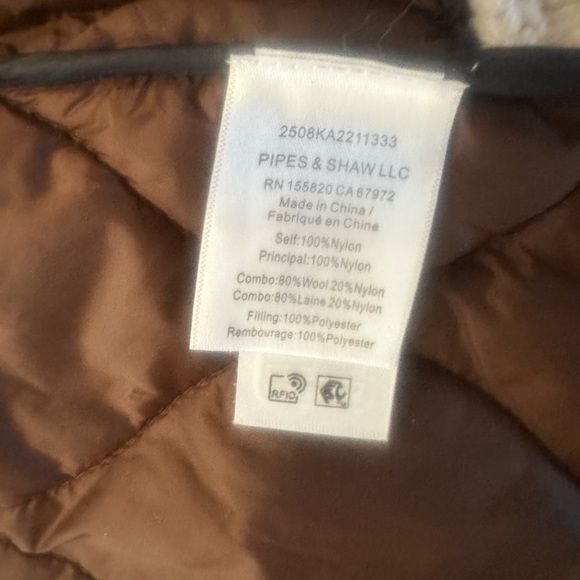 2508KA2211333
PIPES & SHAW LLC
RN 155820 CA 67972
Made in China /
Fabriqué en Chine
Self:100%Nylon
Principal:100%Nylon
Combo:80%Wool 20%Nylon
Combo:80%Laine 20%Nylon
Filling:100%Polyester
Rembourage:100%Polyester
RFID